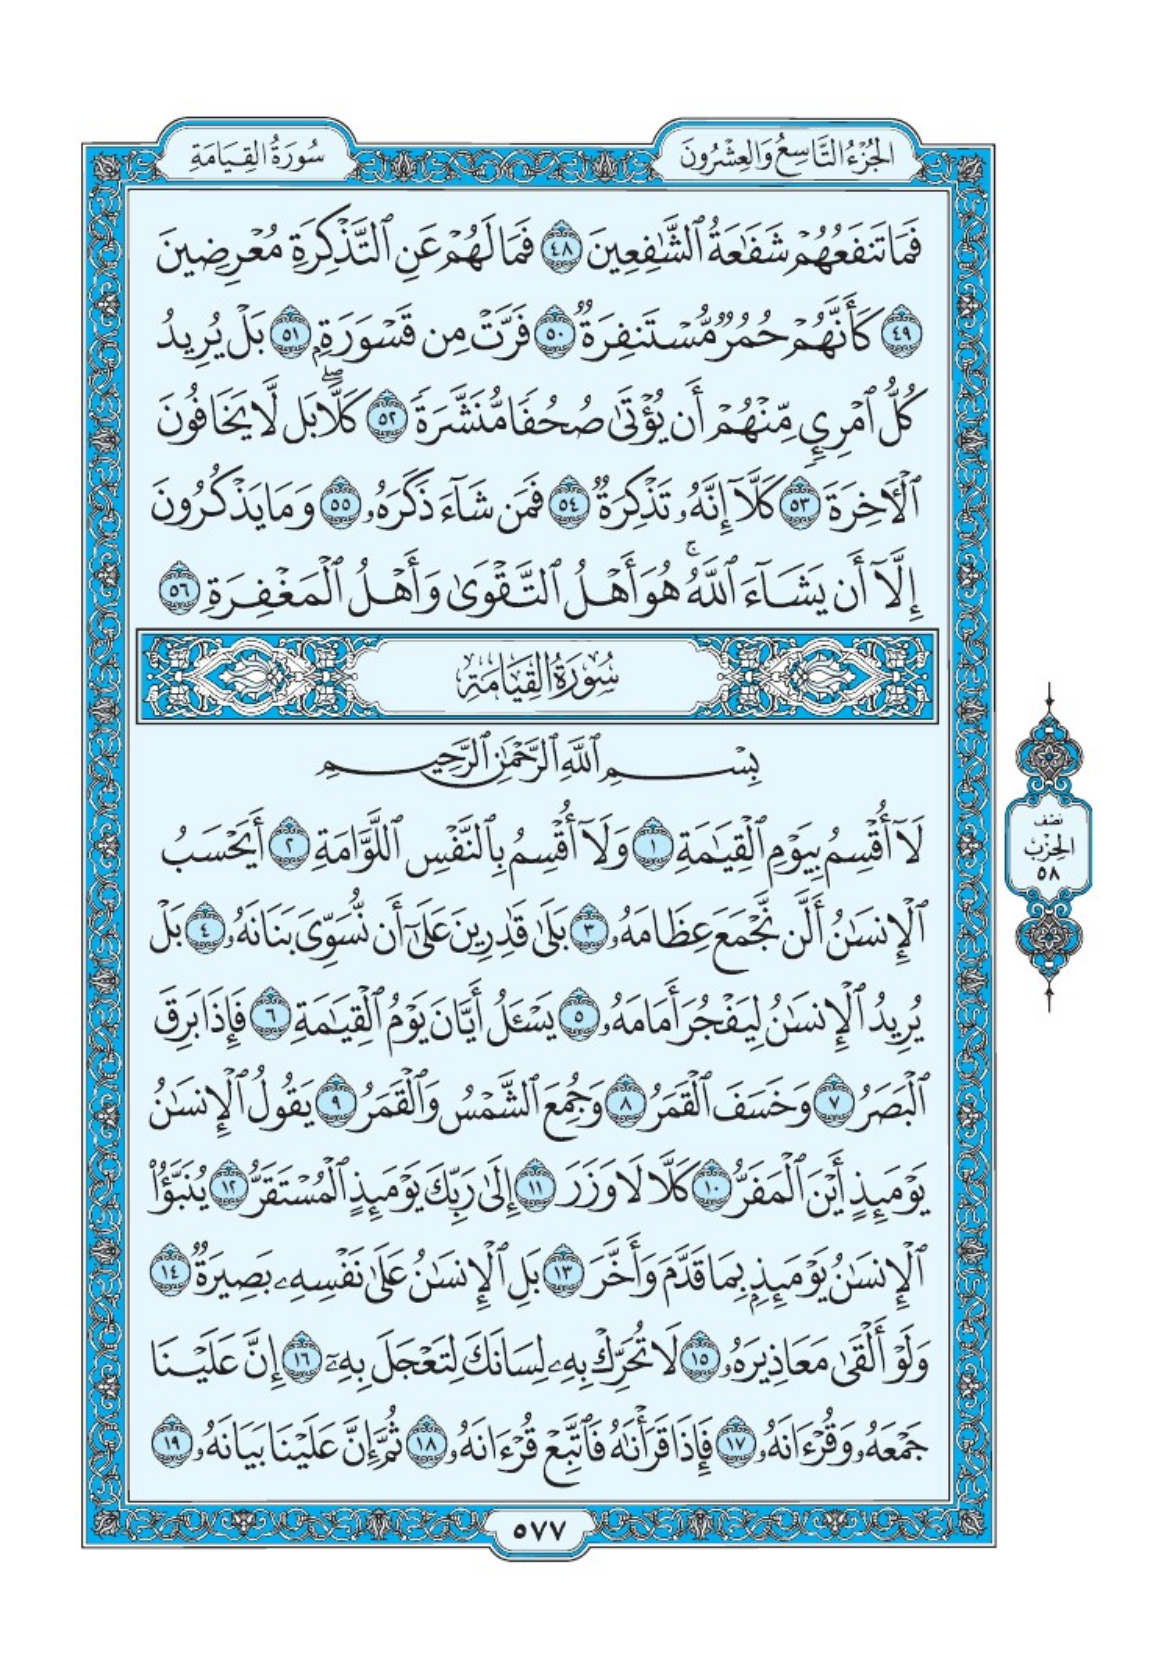 الجُزْءُ التَّاسِعُ وَالعِشْرُونَ
سُورَةُ القِيَامَةِ
فَمَا تَنفَعُهُمْ شَفَٰعَةُ ٱلشَّٰفِعِينَ ٤٨ فَمَا لَهُمْ عَنِ ٱلتَّذْكِرَةِ مُعْرِضِينَ
٤٩ كَأَنَّهُمْ حُمُرٌ مُّسْتَنفِرَةٌ ٥٠ فَرَّتْ مِن قَسْوَرَةٍۭ ٥١ بَلْ يُرِيدُ
كُلُّ ٱمْرِئٍ مِّنْهُمْ أَن يُؤْتَىٰ صُحُفًا مُّنَشَّرَةً ٥٢ كَلَّاۖ بَل لَّا يَخَافُونَ
ٱلْءَاخِرَةَ ٥٣ كَلَّآ إِنَّهُۥ تَذْكِرَةٌ ٥٤ فَمَن شَآءَ ذَكَرَهُۥ ٥٥ وَمَا يَذْكُرُونَ
إِلَّآ أَن يَشَآءَ ٱللَّهُۚ هُوَ أَهْلُ ٱلتَّقْوَىٰ وَأَهْلُ ٱلْمَغْفِرَةِ ٥٦
سُورَةُ القِيَامَةِ
بِسْمِ ٱللَّهِ ٱلرَّحْمَٰنِ ٱلرَّحِيمِ
لَآ أُقْسِمُ بِيَوْمِ ٱلْقِيَٰمَةِ ١ وَلَآ أُقْسِمُ بِٱلنَّفْسِ ٱللَّوَّامَةِ ٢ أَيَحْسَبُ
ٱلْإِنسَٰنُ أَلَّن نَّجْمَعَ عِظَامَهُۥ ٣ بَلَىٰ قَٰدِرِينَ عَلَىٰٓ أَن نُّسَوِّىَ بَنَانَهُۥ ٤ بَلْ
يُرِيدُ ٱلْإِنسَٰنُ لِيَفْجُرَ أَمَامَهُۥ ٥ يَسْـَٔلُ أَيَّانَ يَوْمُ ٱلْقِيَٰمَةِ ٦ فَإِذَا بَرِقَ
ٱلْبَصَرُ ٧ وَخَسَفَ ٱلْقَمَرُ ٨ وَجُمِعَ ٱلشَّمْسُ وَٱلْقَمَرُ ٩ يَقُولُ ٱلْإِنسَٰنُ
يَوْمَئِذٍ أَيْنَ ٱلْمَفَرُّ ١٠ كَلَّا لَا وَزَرَ ١١ إِلَىٰ رَبِّكَ يَوْمَئِذٍ ٱلْمُسْتَقَرُّ ١٢ يُنَبَّؤُا۟
ٱلْإِنسَٰنُ يَوْمَئِذٍۭ بِمَا قَدَّمَ وَأَخَّرَ ١٣ بَلِ ٱلْإِنسَٰنُ عَلَىٰ نَفْسِهِۦ بَصِيرَةٌ ١٤
وَلَوْ أَلْقَىٰ مَعَاذِيرَهُۥ ١٥ لَا تُحَرِّكْ بِهِۦ لِسَانَكَ لِتَعْجَلَ بِهِۦٓ ١٦ إِنَّ عَلَيْنَا
جَمْعَهُۥ وَقُرْءَانَهُۥ ١٧ فَإِذَا قَرَأْنَٰهُ فَٱتَّبِعْ قُرْءَانَهُۥ ١٨ ثُمَّ إِنَّ عَلَيْنَا بَيَانَهُۥ ١٩
نصف
الحِزْب
٥٨
٥٧٧